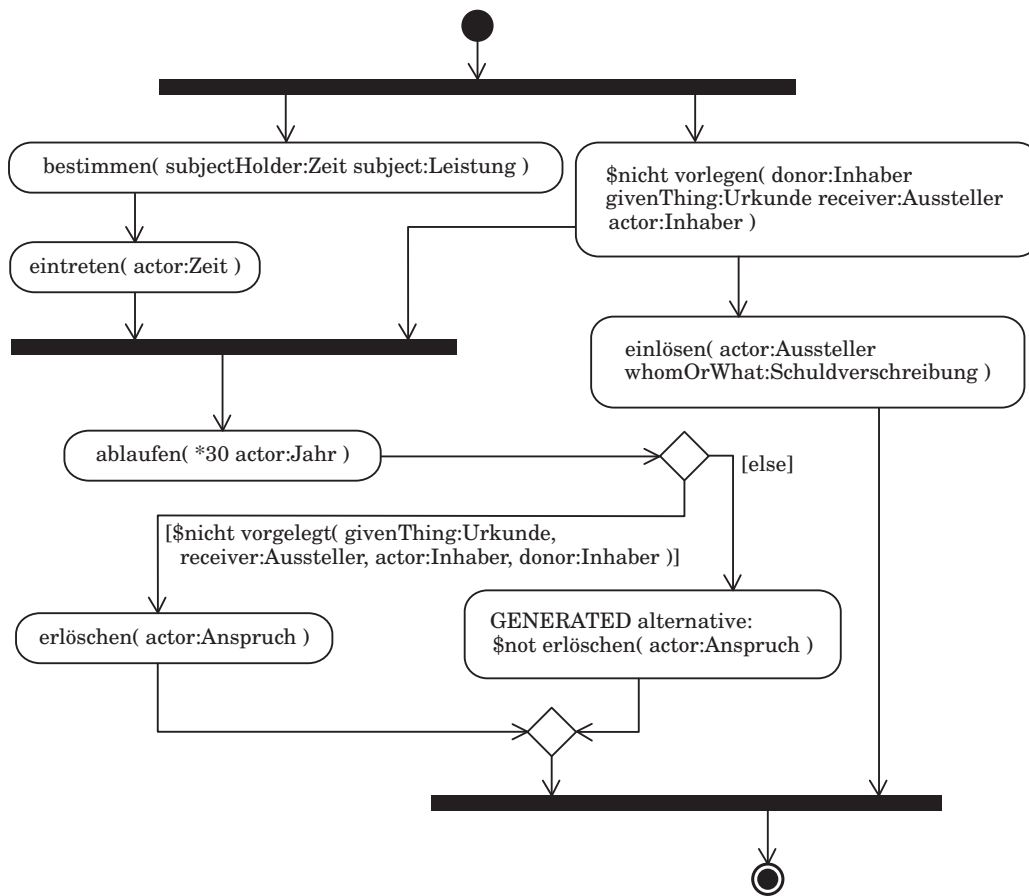 bestimmen( subjectHolder:Zeit subject:Leistung )
$nicht vorlegen( donor:Inhaber
givenThing:Urkunde receiver:Aussteller
actor:Inhaber )
eintreten( actor:Zeit )
einlösen( actor:Aussteller
whomOrWhat:Schuldverschreibung )
ablaufen( *30 actor:Jahr )
[else]
[$nicht vorgelegt( givenThing:Urkunde,
receiver:Aussteller, actor:Inhaber, donor:Inhaber )]
erlöschen( actor:Anspruch )
GENERATED alternative:
$not erlöschen( actor:Anspruch )